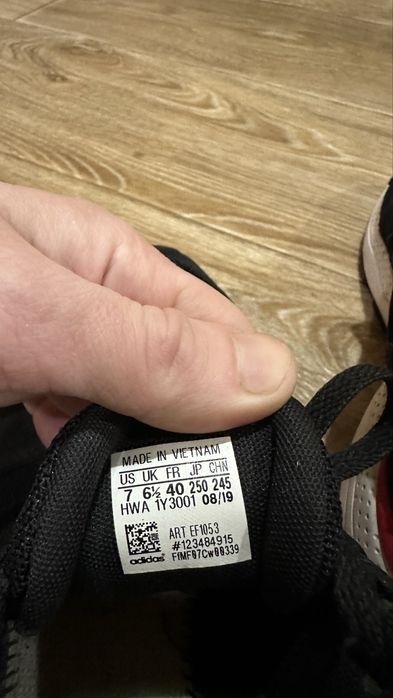 MADE IN VIETNAM
US UK FR JP CHN
7 6½ 40 250 245
HWA 1Y3001 08/19
ART EF1053
#123484915
F1MF07Cw00339
adidas